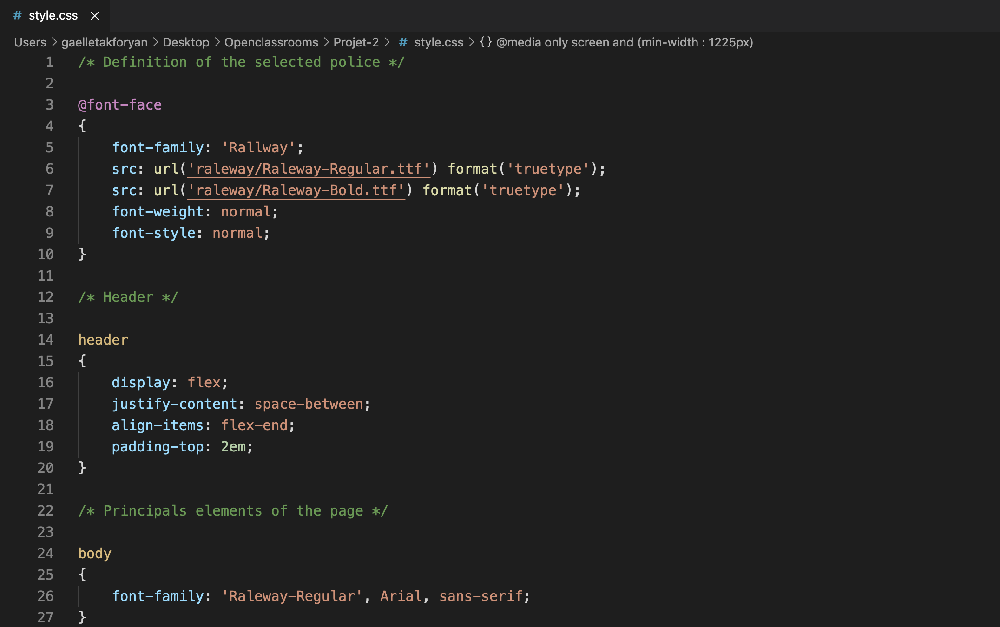 # style.css ×
Users > gaelletakforyan > Desktop > Openclassrooms > Projet-2 > # style.css > {} @media only screen and (min-width : 1225px)
1 /* Definition of the selected police */
2
3 @font-face
4 {
5     font-family: 'Rallway';
6     src: url('raleway/Raleway-Regular.ttf') format('truetype');
7     src: url('raleway/Raleway-Bold.ttf') format('truetype');
8     font-weight: normal;
9     font-style: normal;
10 }
11
12 /* Header */
13
14 header
15 {
16     display: flex;
17     justify-content: space-between;
18     align-items: flex-end;
19     padding-top: 2em;
20 }
21
22 /* Principals elements of the page */
23
24 body
25 {
26     font-family: 'Raleway-Regular', Arial, sans-serif;
27 }